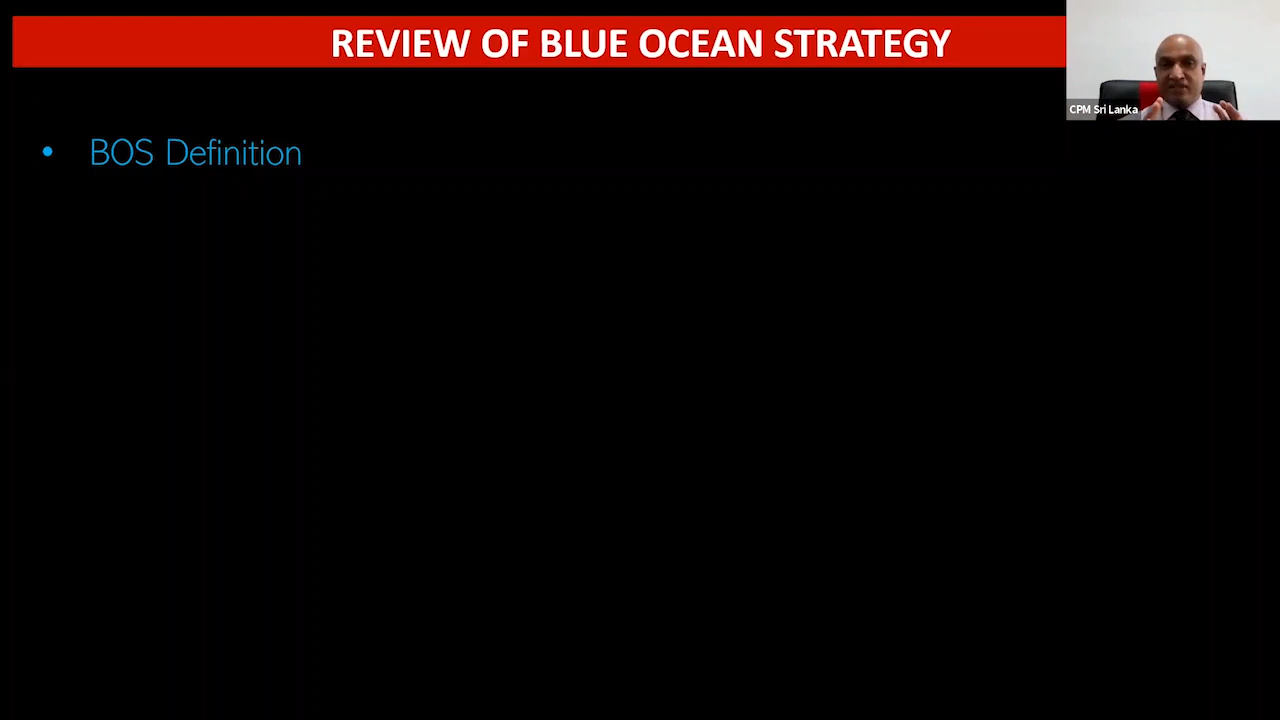 REVIEW OF BLUE OCEAN STRATEGY
CPM Sri Lanka
• BOS Definition